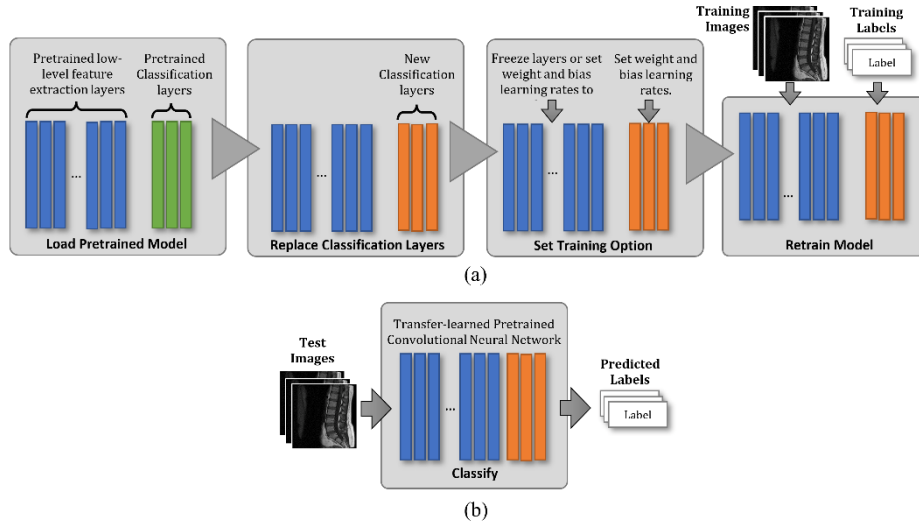 Pretrained low-
level feature
extraction layers
Pretrained
Classification
layers
...
Load Pretrained Model
New
Classification
layers
...
Replace Classification Layers
Freeze layers or set
weight and bias
learning rates to
Set weight and
bias learning
rates.
...
Set Training Option
Training
Images
Training
Labels
Label
...
Retrain Model
(a)
Test
Images
Transfer-learned Pretrained
Convolutional Neural Network
...
Classify
Predicted
Labels
Label
(b)